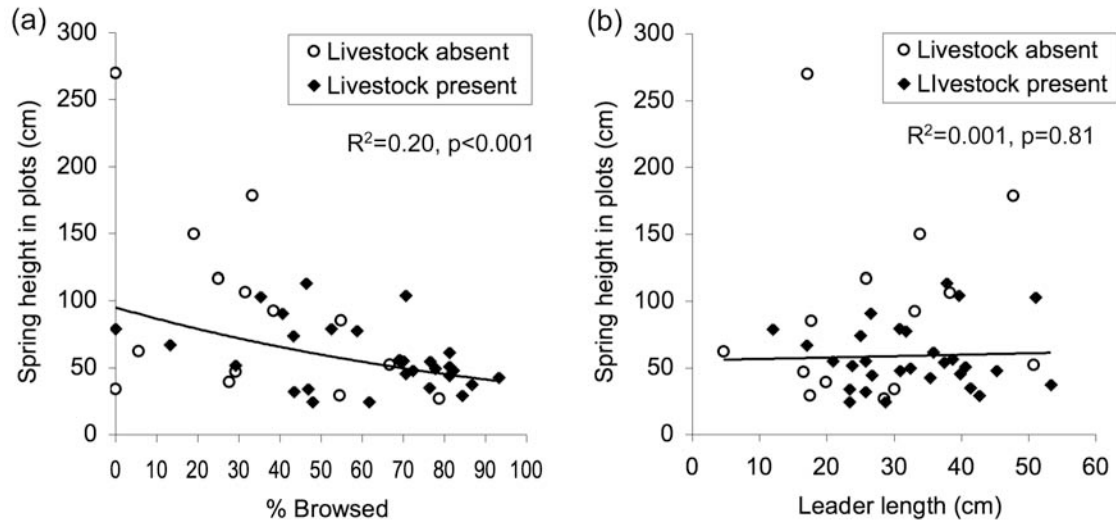 (a)
300
250
200
150
100
50
0
Spring height in plots (cm)
Livestock absent
Livestock present
R²=0.20, p<0.001
0 10 20 30 40 50 60 70 80 90 100
% Browsed
(b)
300
250
200
150
100
50
0
Spring height in plots (cm)
Livestock absent
LIvestock present
R²=0.001, p=0.81
0 10 20 30 40 50 60
Leader length (cm)